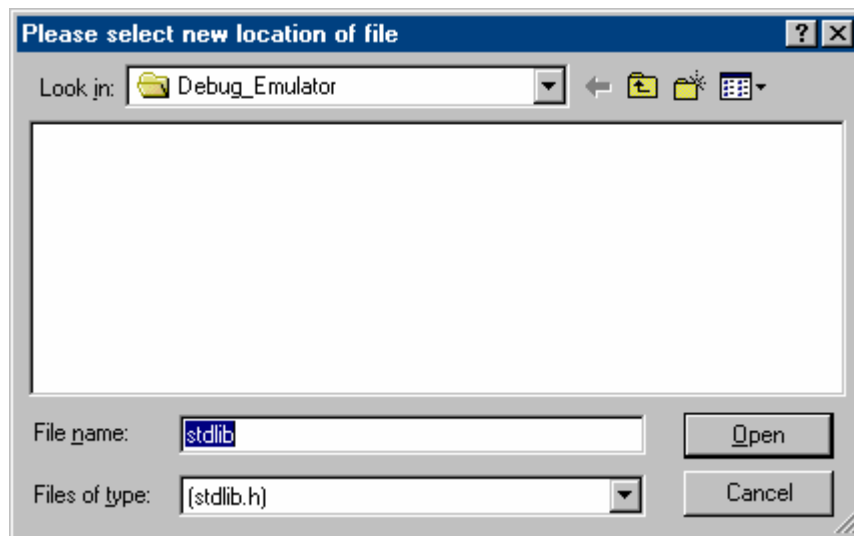 Please select new location of file
Look in: Debug_Emulator
File name: stdlib Open
Files of type: (stdlib.h) Cancel